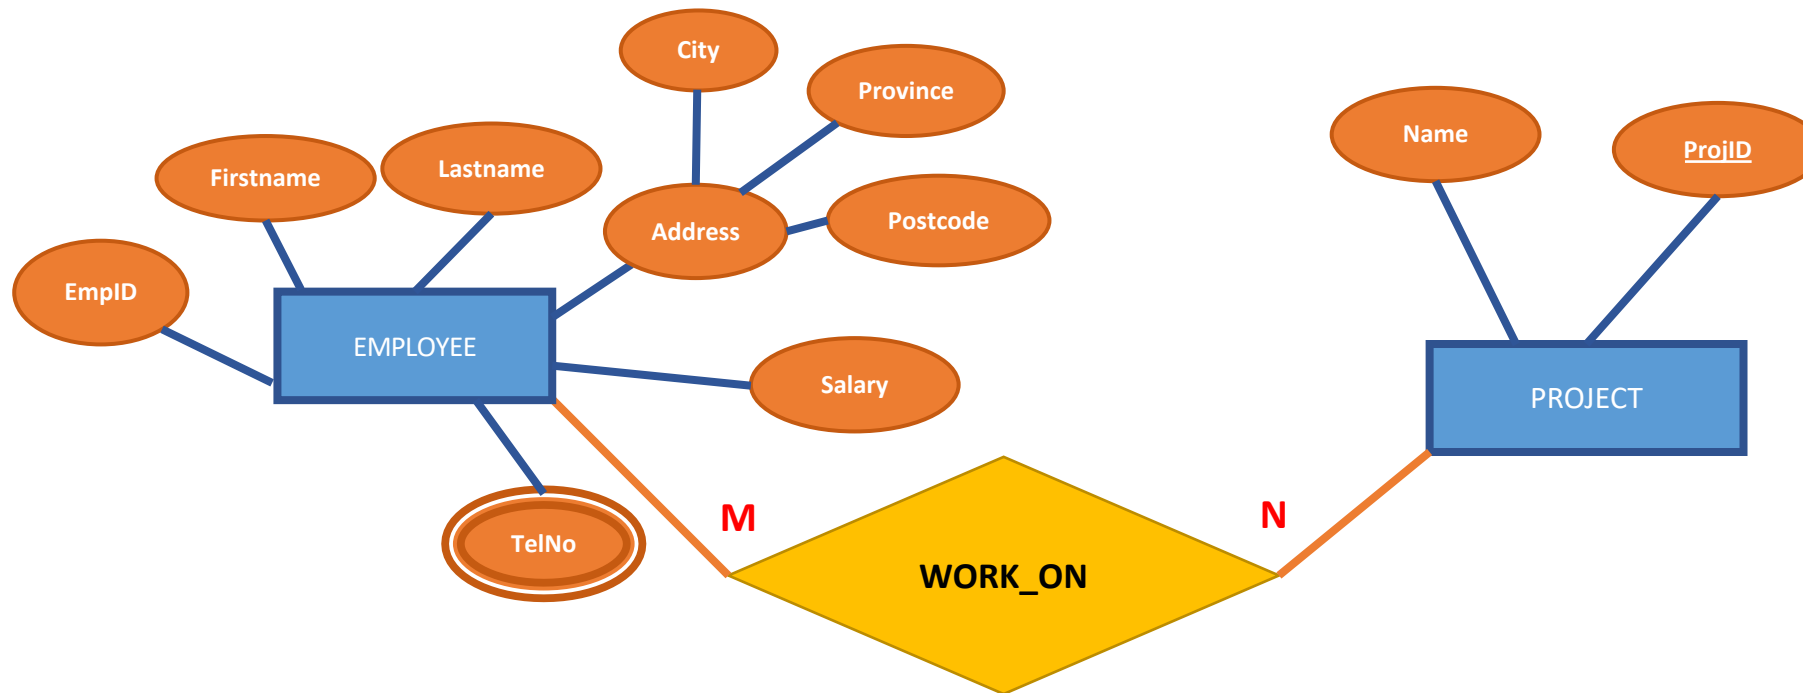 City
Province
Name
ProjID
Firstname
Lastname
Address
Postcode
EmpID
EMPLOYEE
Salary
PROJECT
TelNo
M
N
WORK_ON